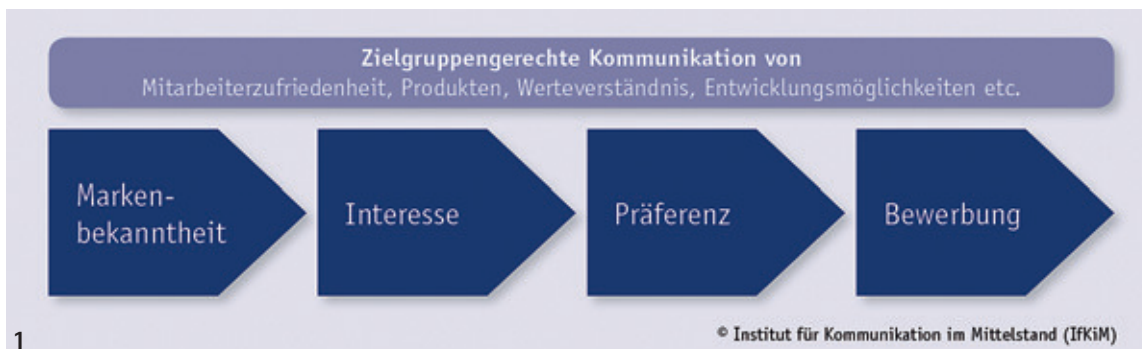 Zielgruppengerechte Kommunikation von
Mitarbeiterzufriedenheit, Produkten, Werteverständnis, Entwicklungsmöglichkeiten etc.
Marken-
bekanntheit
Interesse
Präferenz
Bewerbung
© Institut für Kommunikation im Mittelstand (IfKiM)
1